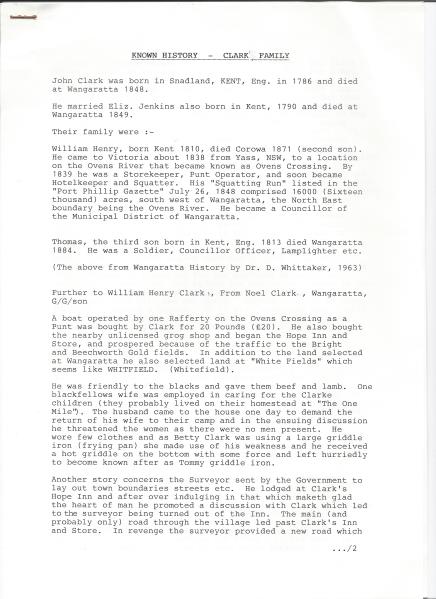 KNOWN HISTORY - CLARK FAMILY
John Clark was born in Snadland, KENT, Eng. in 1786 and died
at Wangaratta 1848.
He married Eliz. Jenkins also born in Kent, 1790 and died at
Wangaratta 1849.
Their family were :-
William Henry, born Kent 1810, died Corowa 1871 (second son).
He came to Victoria about 1838 from Yass, NSW, to a location
on the Ovens River that became known as Ovens Crossing. By
1839 he was a Storekeeper, Punt Operator, and soon became
Hotelkeeper and Squatter. His "Squatting Run" listed in the
"Port Phillip Gazette" July 26, 1848 comprised 16000 (Sixteen
thousand) acres, south west of Wangaratta, the North East
boundary being the Ovens River. He became a Councillor of
the Municipal District of Wangaratta.
Thomas, the third son born in Kent, Eng. 1813 died Wangaratta
1884. He was a Soldier, Councillor Officer, Lamplighter etc.
(The above from Wangaratta History by Dr. D. Whittaker, 1963)
Further to William Henry Clark, From Noel Clark, Wangaratta,
G/G/son
A boat operated by one Rafferty on the Ovens Crossing as a
Punt was bought by Clark for 20 Pounds (£20). He also bought
the nearby unlicensed grog shop and began the Hope Inn and
Store, and prospered because of the traffic to the Bright
and Beechworth Gold fields. In addition to the land selected
at Wangaratta he also selected land at "White Fields" which
seems like WHITFIELD. (Whitefield).
He was friendly to the blacks and gave them beef and lamb. One
blackfellows wife was employed in caring for the Clarke
children (they probably lived on their homestead at "The One
Mile"). The husband came to the house one day to demand the
return of his wife to their camp and in the ensuing discussion
he threatened the women as there were no men present. He
wore few clothes and as Betty Clark was using a large griddle
iron (frying pan) she made use of his weakness and he received
a hot griddle on the bottom with some force and left hurriedly
to become known after as Tommy griddle iron.
Another story concerns the Surveyor sent by the Government to
lay out town boundaries streets etc. He lodged at Clark's
Hope Inn and after over indulging in that which maketh glad
the heart of man he promoted a discussion with Clark which led
to the surveyor being turned out of the Inn. The main (and
probably only) road through the village led past Clark's Inn
and Store. In revenge the surveyor provided a new road which
.../2